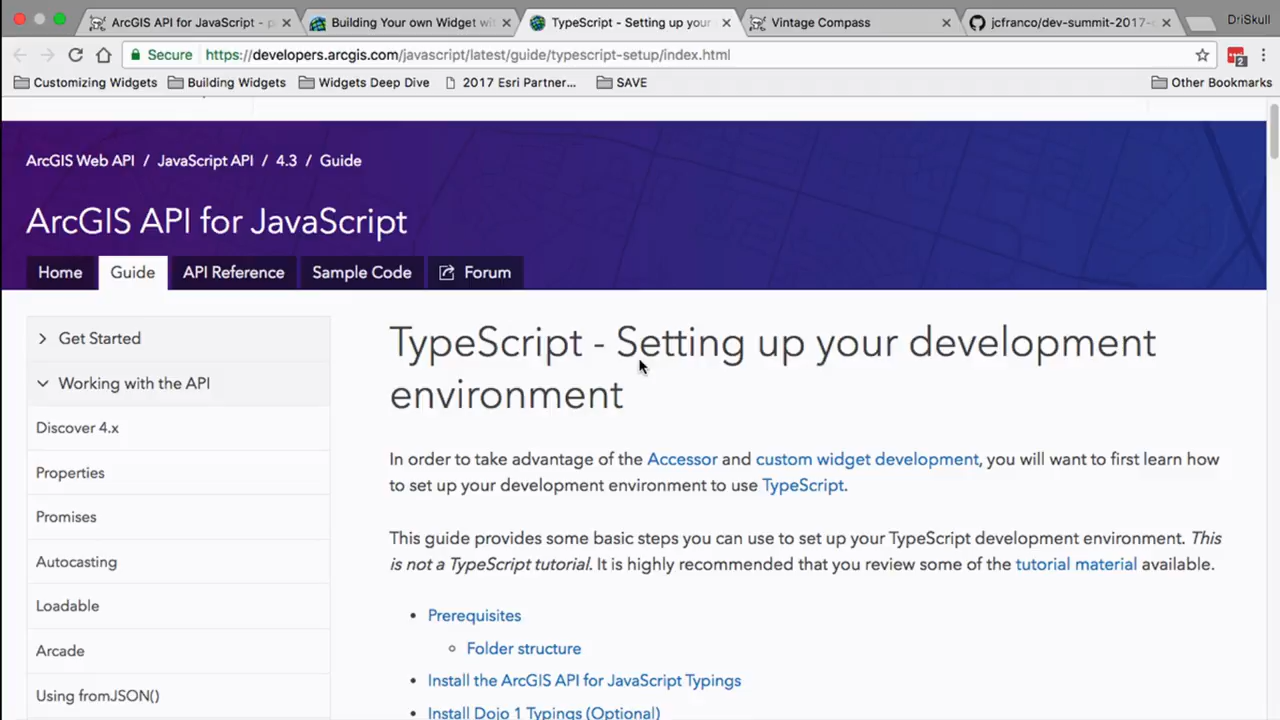 ArcGIS API for JavaScript - p
Building Your own Widget wit
TypeScript - Setting up your
Vintage Compass
jcfranco/dev-summit-2017-
DriSkull
Secure
https://developers.arcgis.com/javascript/latest/guide/typescript-setup/index.html
2
Customizing Widgets
Building Widgets
Widgets Deep Dive
2017 Esri Partner...
SAVE
Other Bookmarks
ArcGIS Web API / JavaScript API / 4.3 / Guide
ArcGIS API for JavaScript
Home
Guide
API Reference
Sample Code
Forum
Get Started
Working with the API
Discover 4.x
Properties
Promises
Autocasting
Loadable
Arcade
Using fromJSON()
TypeScript - Setting up your development
environment
In order to take advantage of the Accessor and custom widget development, you will want to first learn how
to set up your development environment to use TypeScript.
This guide provides some basic steps you can use to set up your TypeScript development environment. This
is not a TypeScript tutorial. It is highly recommended that you review some of the tutorial material available.
• Prerequisites
◦ Folder structure
• Install the ArcGIS API for JavaScript Typings
• Install Dojo 1 Typings (Optional)